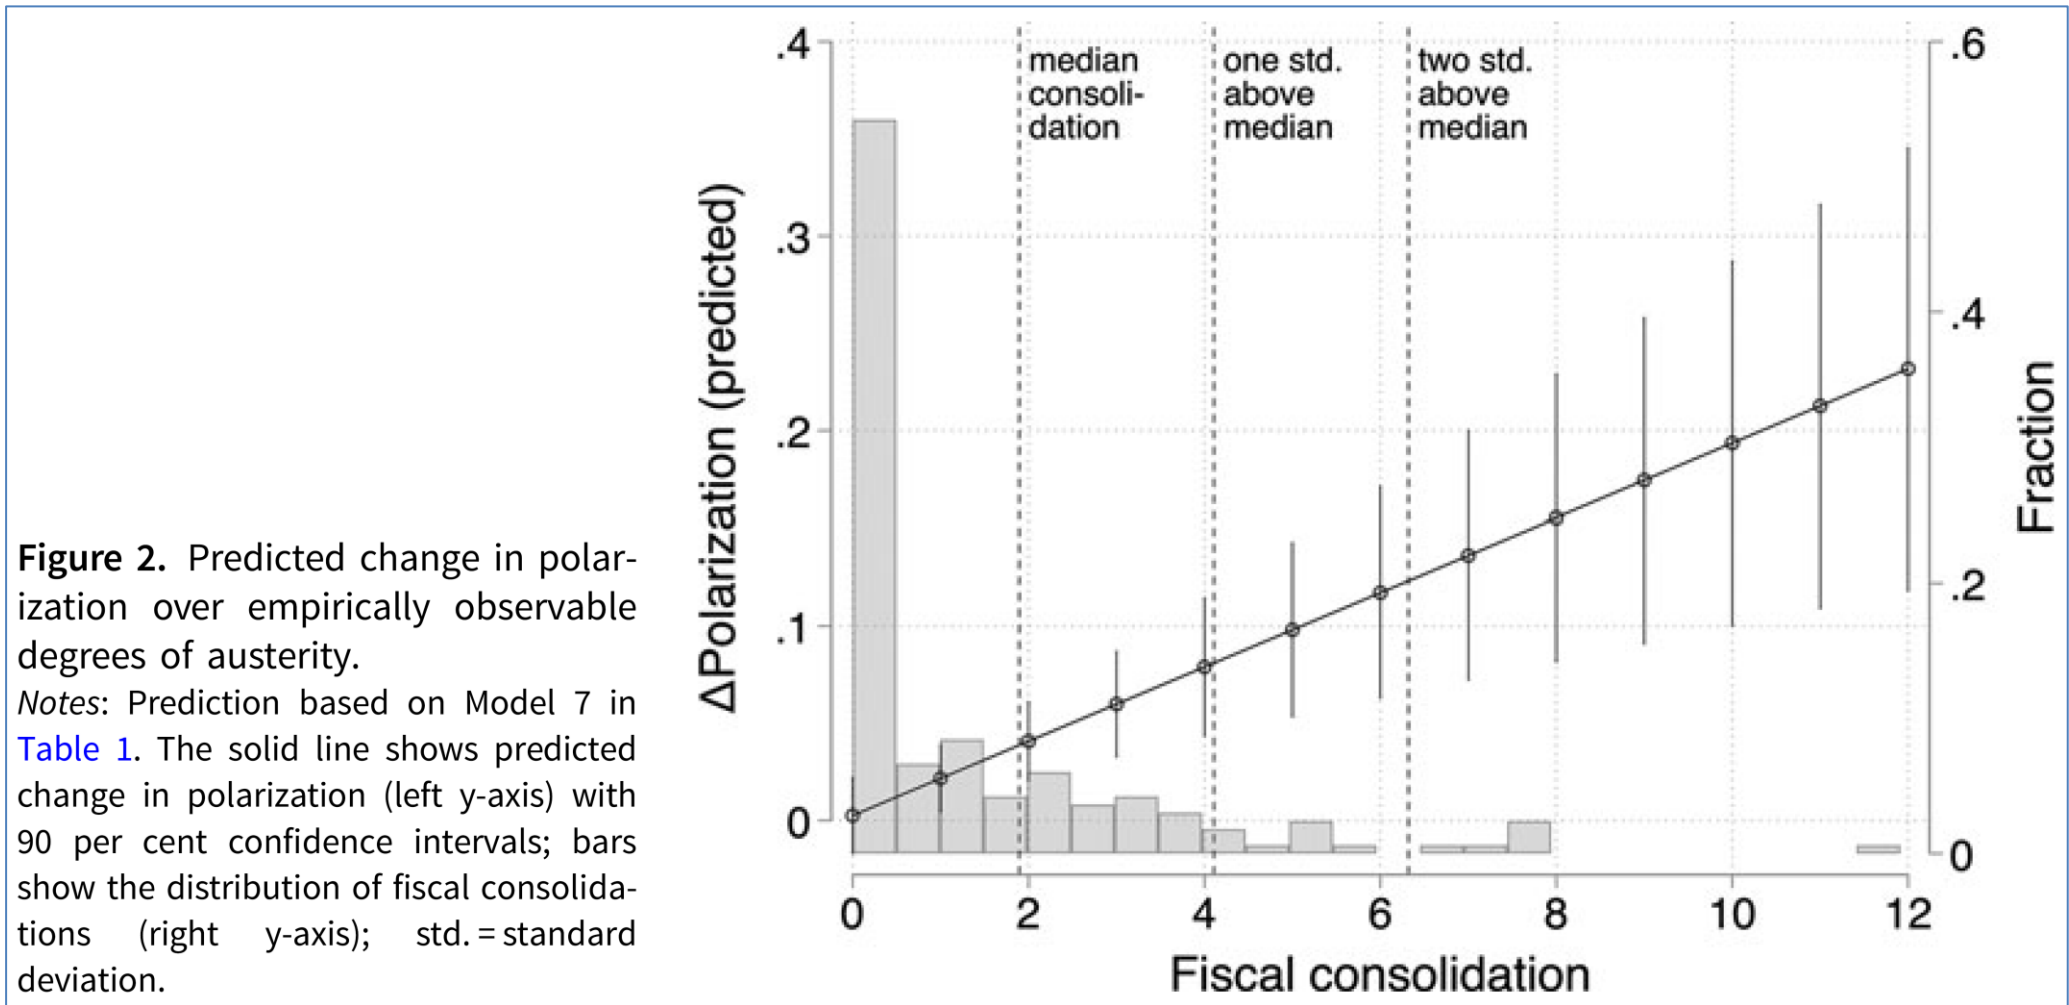 Figure 2. Predicted change in polar-
ization over empirically observable
degrees of austerity.
Notes: Prediction based on Model 7 in
Table 1. The solid line shows predicted
change in polarization (left y-axis) with
90 per cent confidence intervals; bars
show the distribution of fiscal consolida-
tions (right y-axis); std. = standard
deviation.
ΔPolarization (predicted)
.4
.3
.2
.1
0
median
consoli-
dation
one std.
above
median
two std.
above
median
.6
.4
.2
0
Fraction
0 2 4 6 8 10 12
Fiscal consolidation